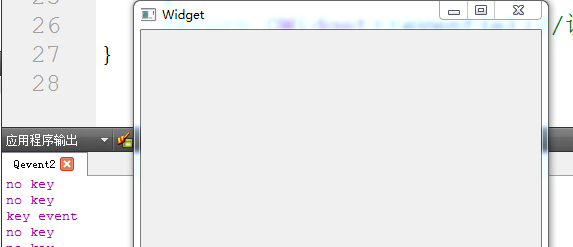 26
Widget
27 }
28
应用程序输出
Qevent2
no key
no key
key event
no key